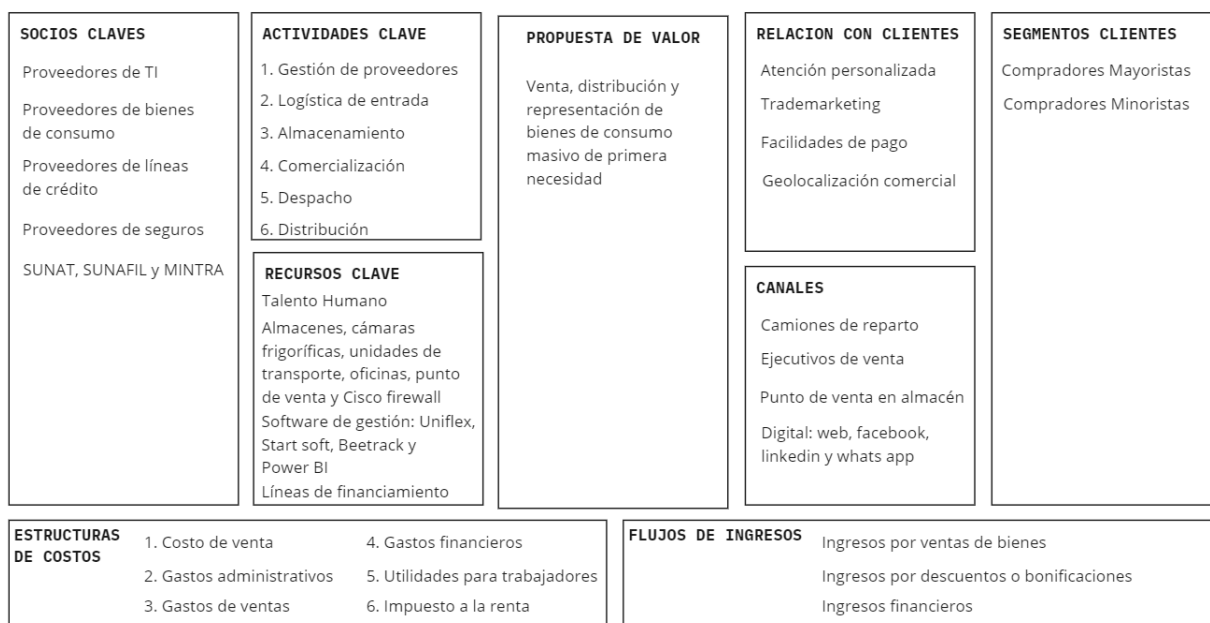 SOCIOS CLAVES
Proveedores de TI
Proveedores de bienes
de consumo
Proveedores de líneas
de crédito
Proveedores de seguros
SUNAT, SUNAFIL y MINTRA
ACTIVIDADES CLAVE
1. Gestión de proveedores
2. Logística de entrada
3. Almacenamiento
4. Comercialización
5. Despacho
6. Distribución
RECURSOS CLAVE
Talento Humano
Almacenes, cámaras
frigoríficas, unidades de
transporte, oficinas, punto
de venta y Cisco firewall
Software de gestión: Uniflex,
Start soft, Beetrack y
Power BI
Líneas de financiamiento
PROPUESTA DE VALOR
Venta, distribución y
representación de
bienes de consumo
masivo de primera
necesidad
RELACION CON CLIENTES
Atención personalizada
Trademarketing
Facilidades de pago
Geolocalización comercial
CANALES
Camiones de reparto
Ejecutivos de venta
Punto de venta en almacén
Digital: web, facebook,
linkedin y whats app
SEGMENTOS CLIENTES
Compradores Mayoristas
Compradores Minoristas
ESTRUCTURAS
DE COSTOS
1. Costo de venta
2. Gastos administrativos
3. Gastos de ventas
4. Gastos financieros
5. Utilidades para trabajadores
6. Impuesto a la renta
FLUJOS DE INGRESOS
Ingresos por ventas de bienes
Ingresos por descuentos o bonificaciones
Ingresos financieros